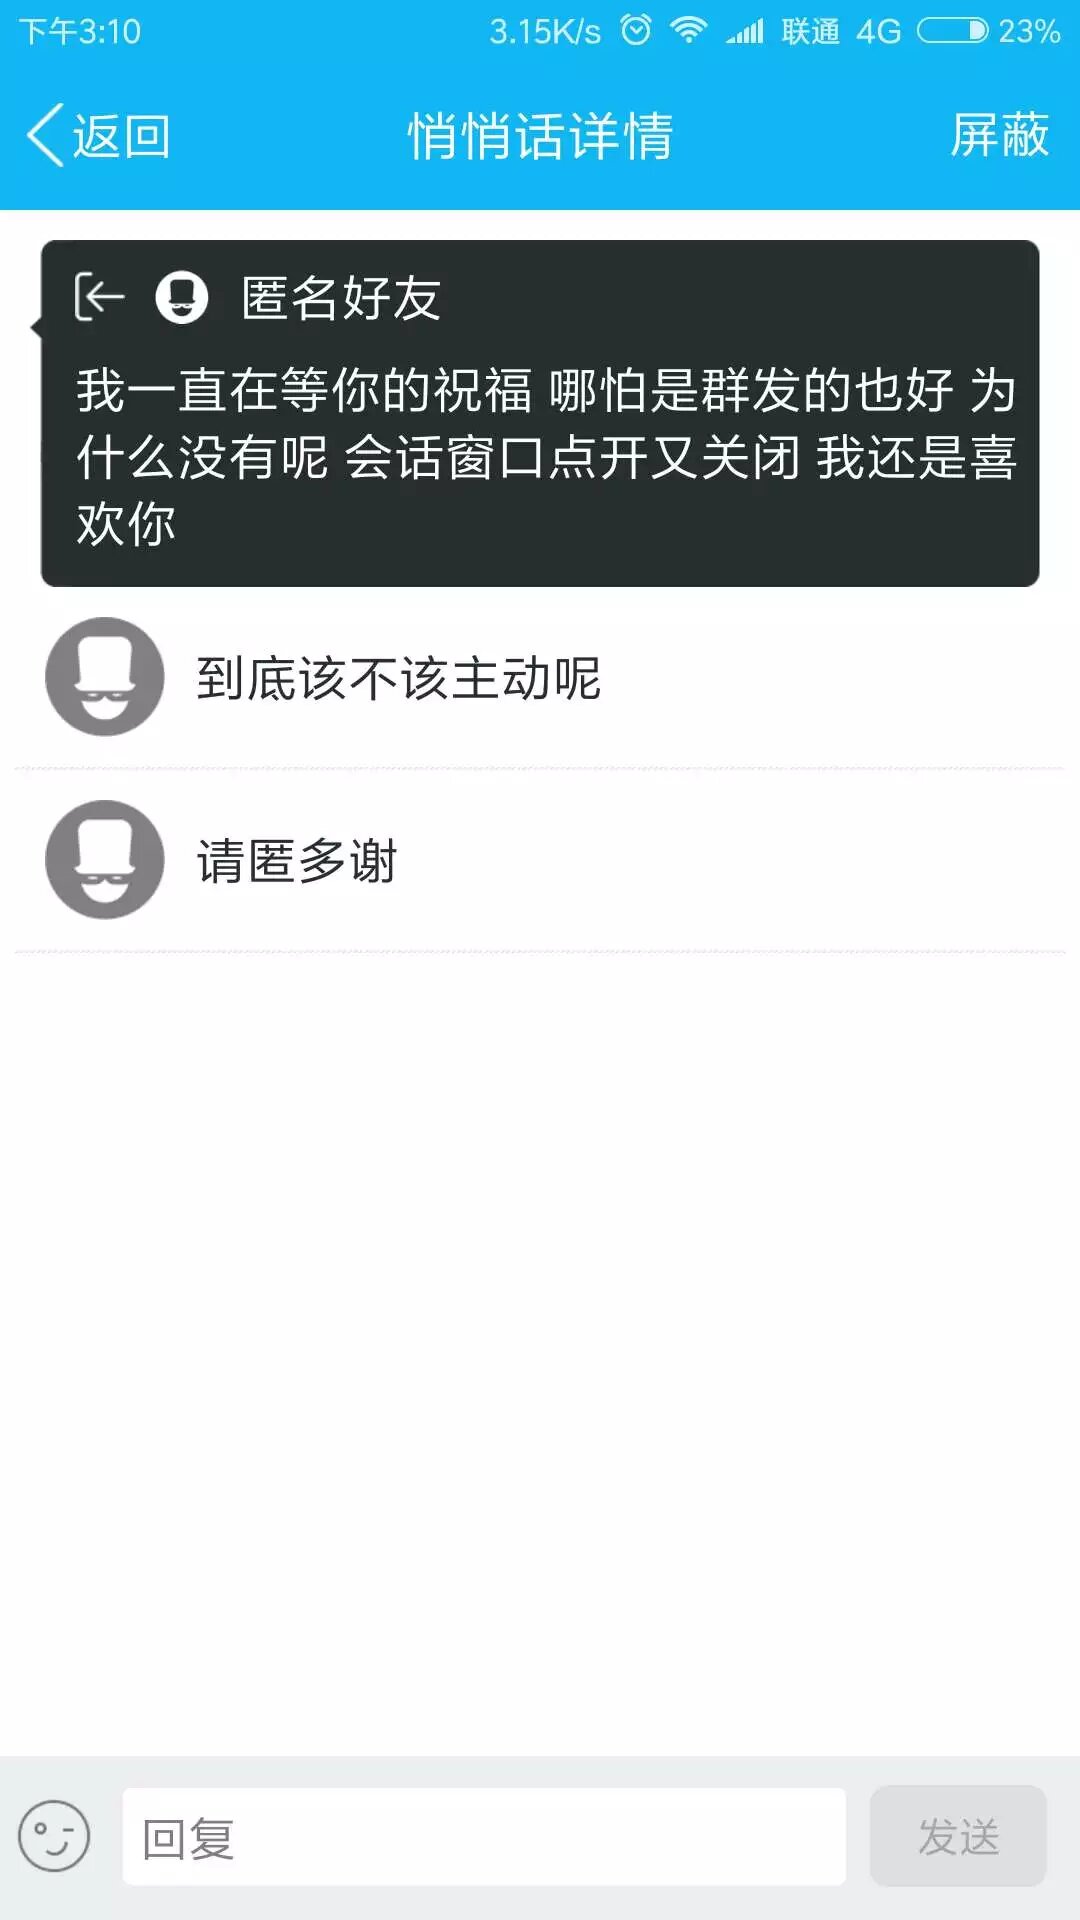 下午3:10 3.15K/s 联通 4G 23%
返回 悄悄话详情 屏蔽
匿名好友
我一直在等你的祝福 哪怕是群发的也好 为
什么没有呢 会话窗口点开又关闭 我还是喜
欢你
到底该不该主动呢
请匿多谢
回复 发送